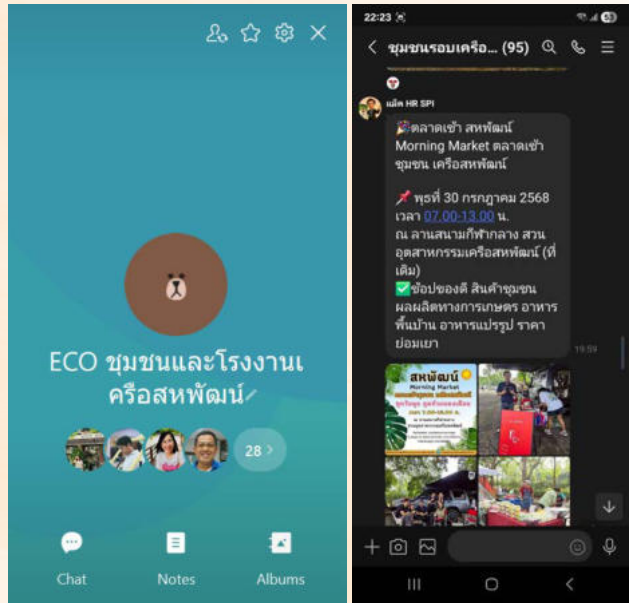 ECO ชุมชนและโรงงานเ
ครือสหพัฒน์
28 >
Chat
Notes
Albums
22:23
ชุมชนรอบเครือ... (95)
แม็ค HR SPI
ตลาดเช้า สหพัฒน์
Morning Market ตลาดเช้า
ชุมชน เครือสหพัฒน์
พุธที่ 30 กรกฎาคม 2568
เวลา 07.00-13.00 น.
ณ ลานสนามกีฬากลาง สวน
อุตสาหกรรมเครือสหพัฒน์ (ที่
เดิม)
ช้อปของดี สินค้าชุมชน
ผลผลิตทางการเกษตร อาหาร
พื้นบ้าน อาหารแปรรูป ราคา
ย่อมเยา
19:59
สหพัฒน์
Morning Market